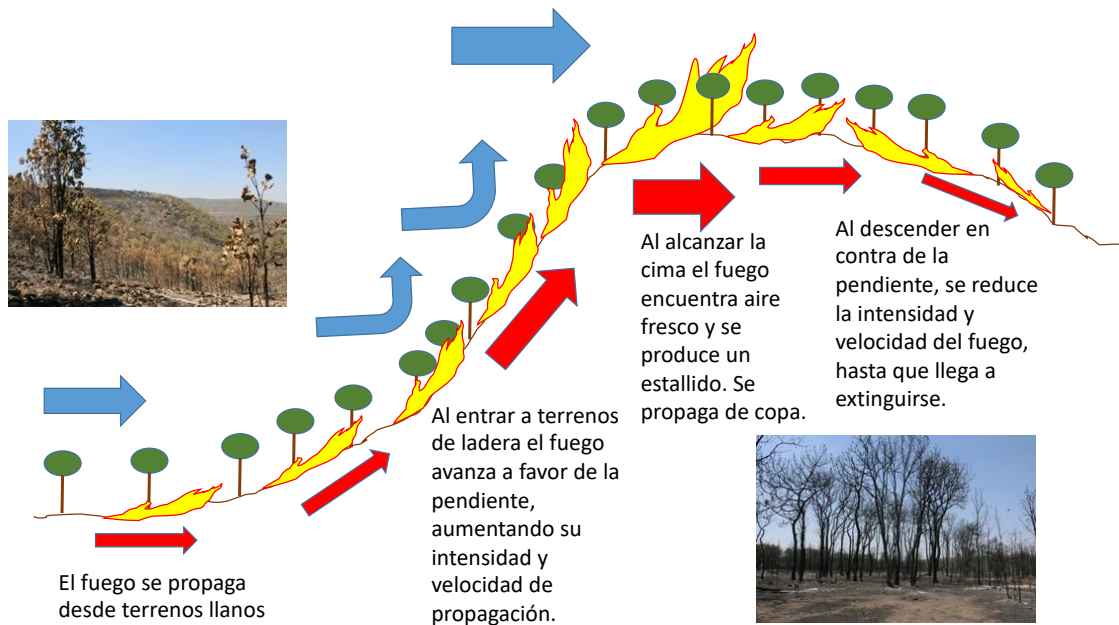 El fuego se propaga
desde terrenos llanos
Al entrar a terrenos
de ladera el fuego
avanza a favor de la
pendiente,
aumentando su
intensidad y
velocidad de
propagación.
Al alcanzar la
cima el fuego
encuentra aire
fresco y se
produce un
estallido. Se
propaga de copa.
Al descender en
contra de la
pendiente, se reduce
la intensidad y
velocidad del fuego,
hasta que llega a
extinguirse.